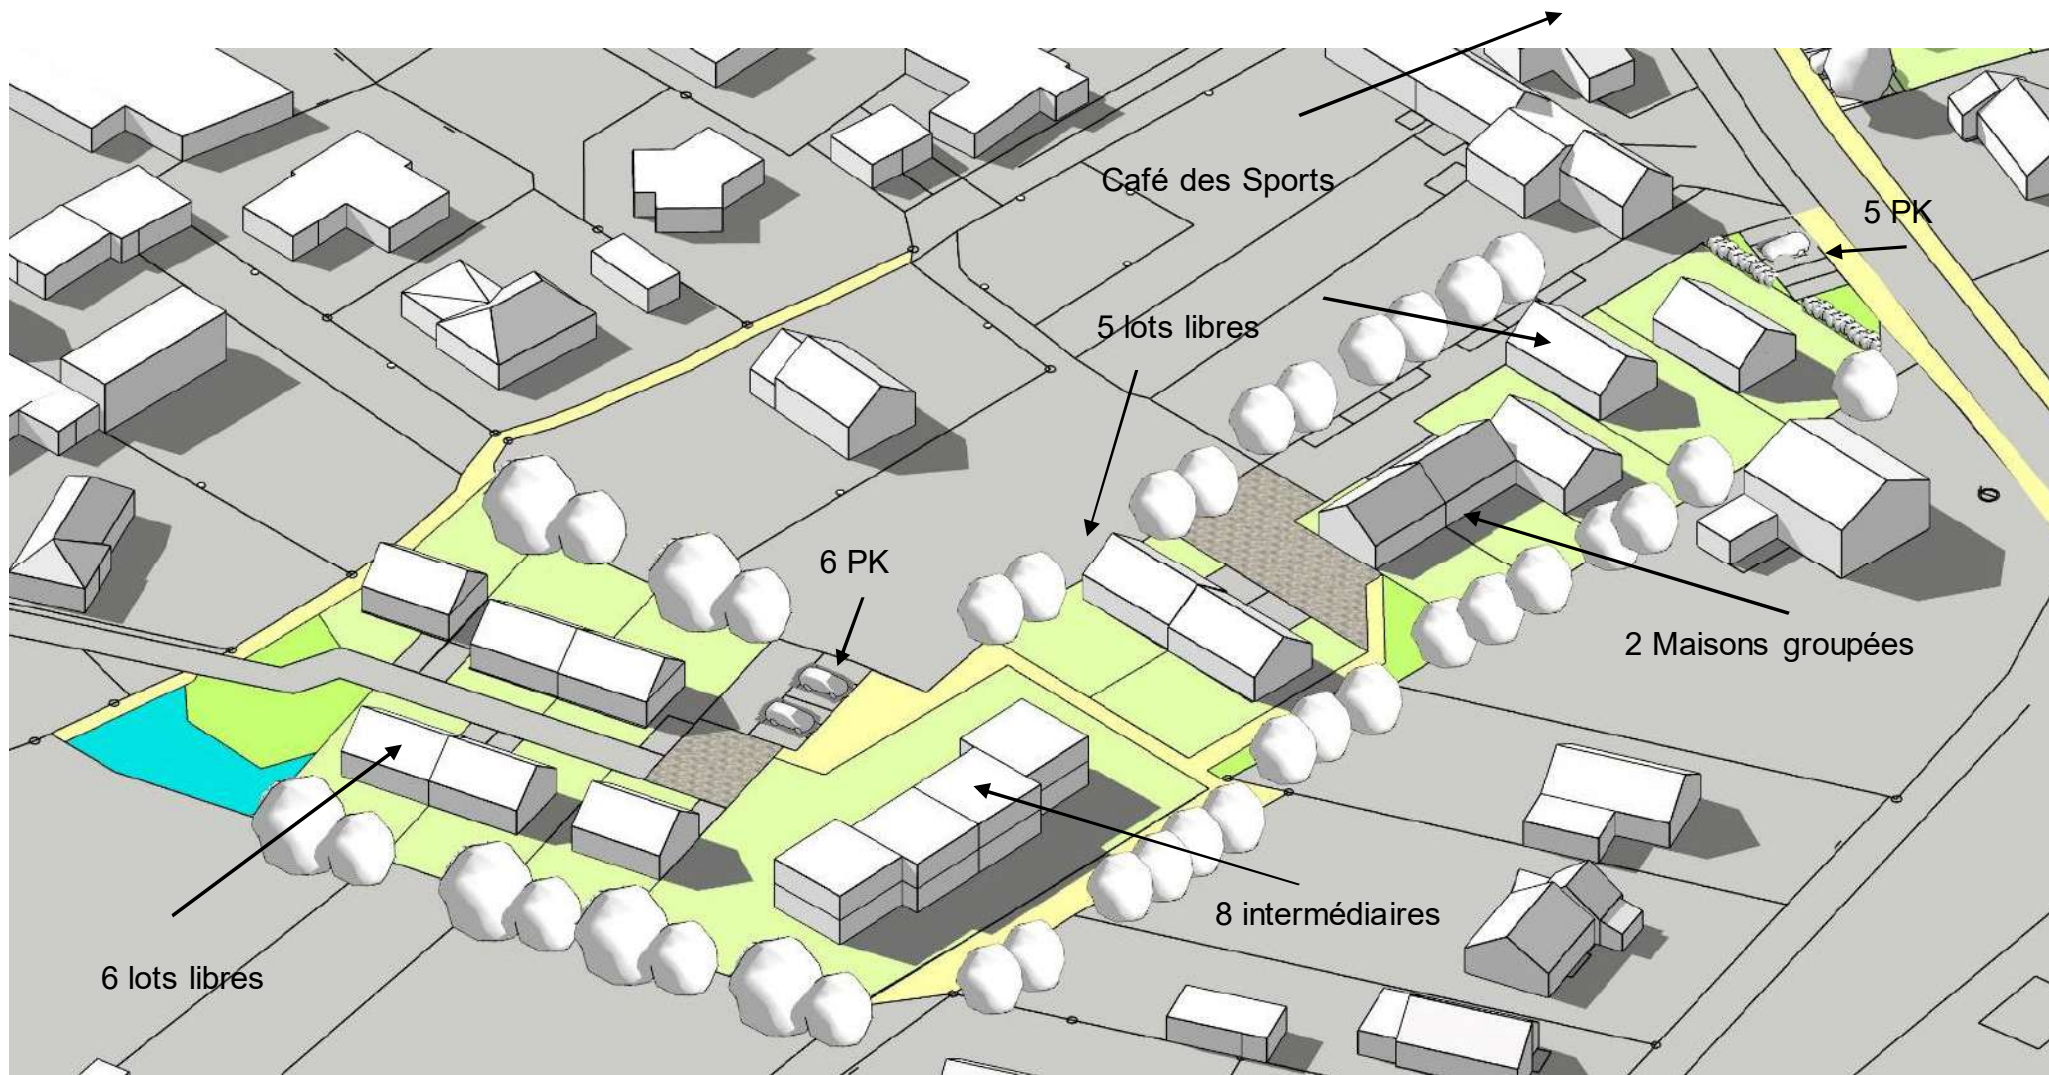 Café des Sports
5 PK
5 lots libres
6 PK
2 Maisons groupées
8 intermédiaires
6 lots libres